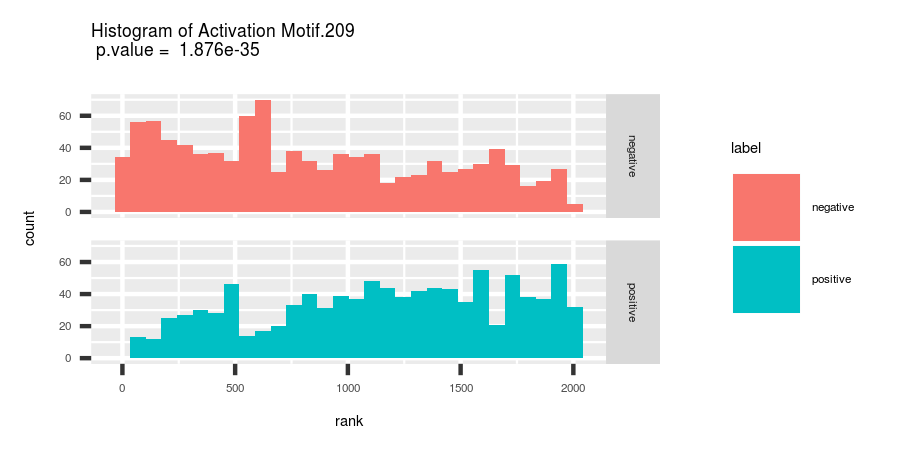 Histogram of Activation Motif.209
p.value = 1.876e-35
count
60
40
20
0
negative
60
40
20
0
positive
0 500 1000 1500 2000
rank
label
negative
positive